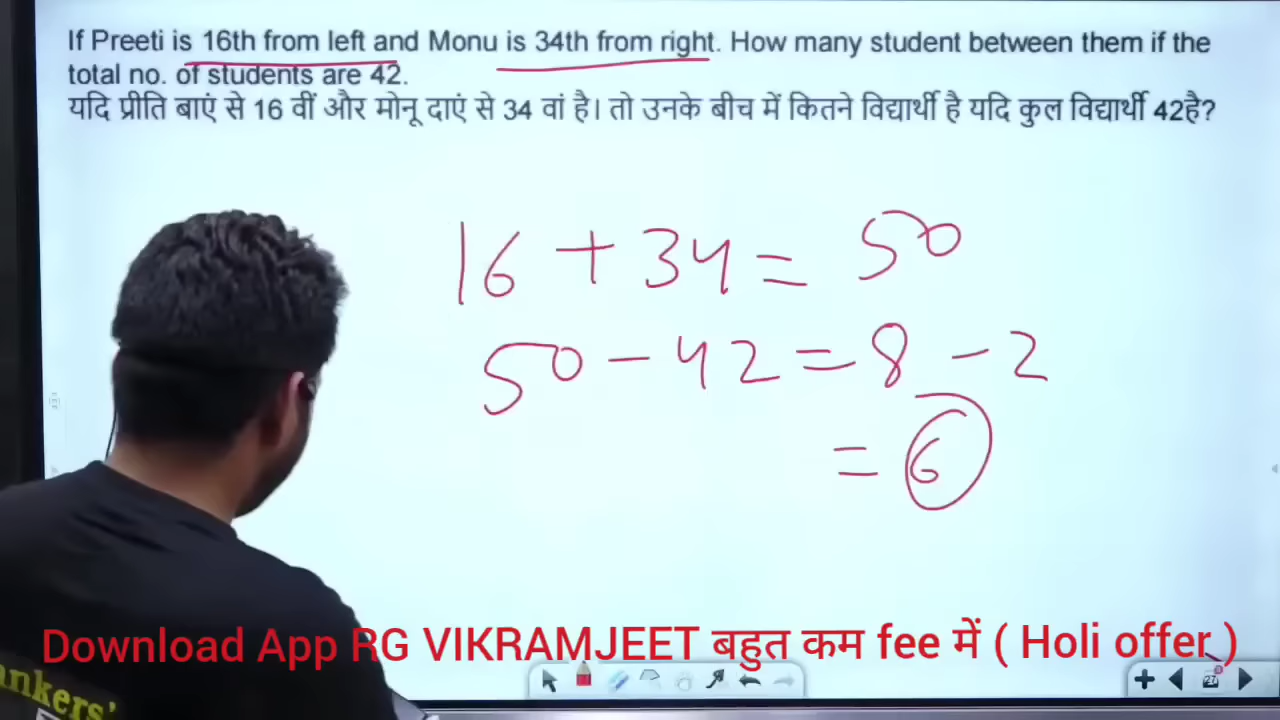 If Preeti is 16th from left and Monu is 34th from right. How many student between them if the
total no. of students are 42.
यदि प्रीति बाएं से 16 वीं और मोनू दाएं से 34 वां है। तो उनके बीच में कितने विद्यार्थी है यदि कुल विद्यार्थी 42है?
16 + 34 = 50
50 - 42 = 8 - 2
= 6
Download App RG VIKRAMJEET बहुत कम fee में ( Holi offer )
27